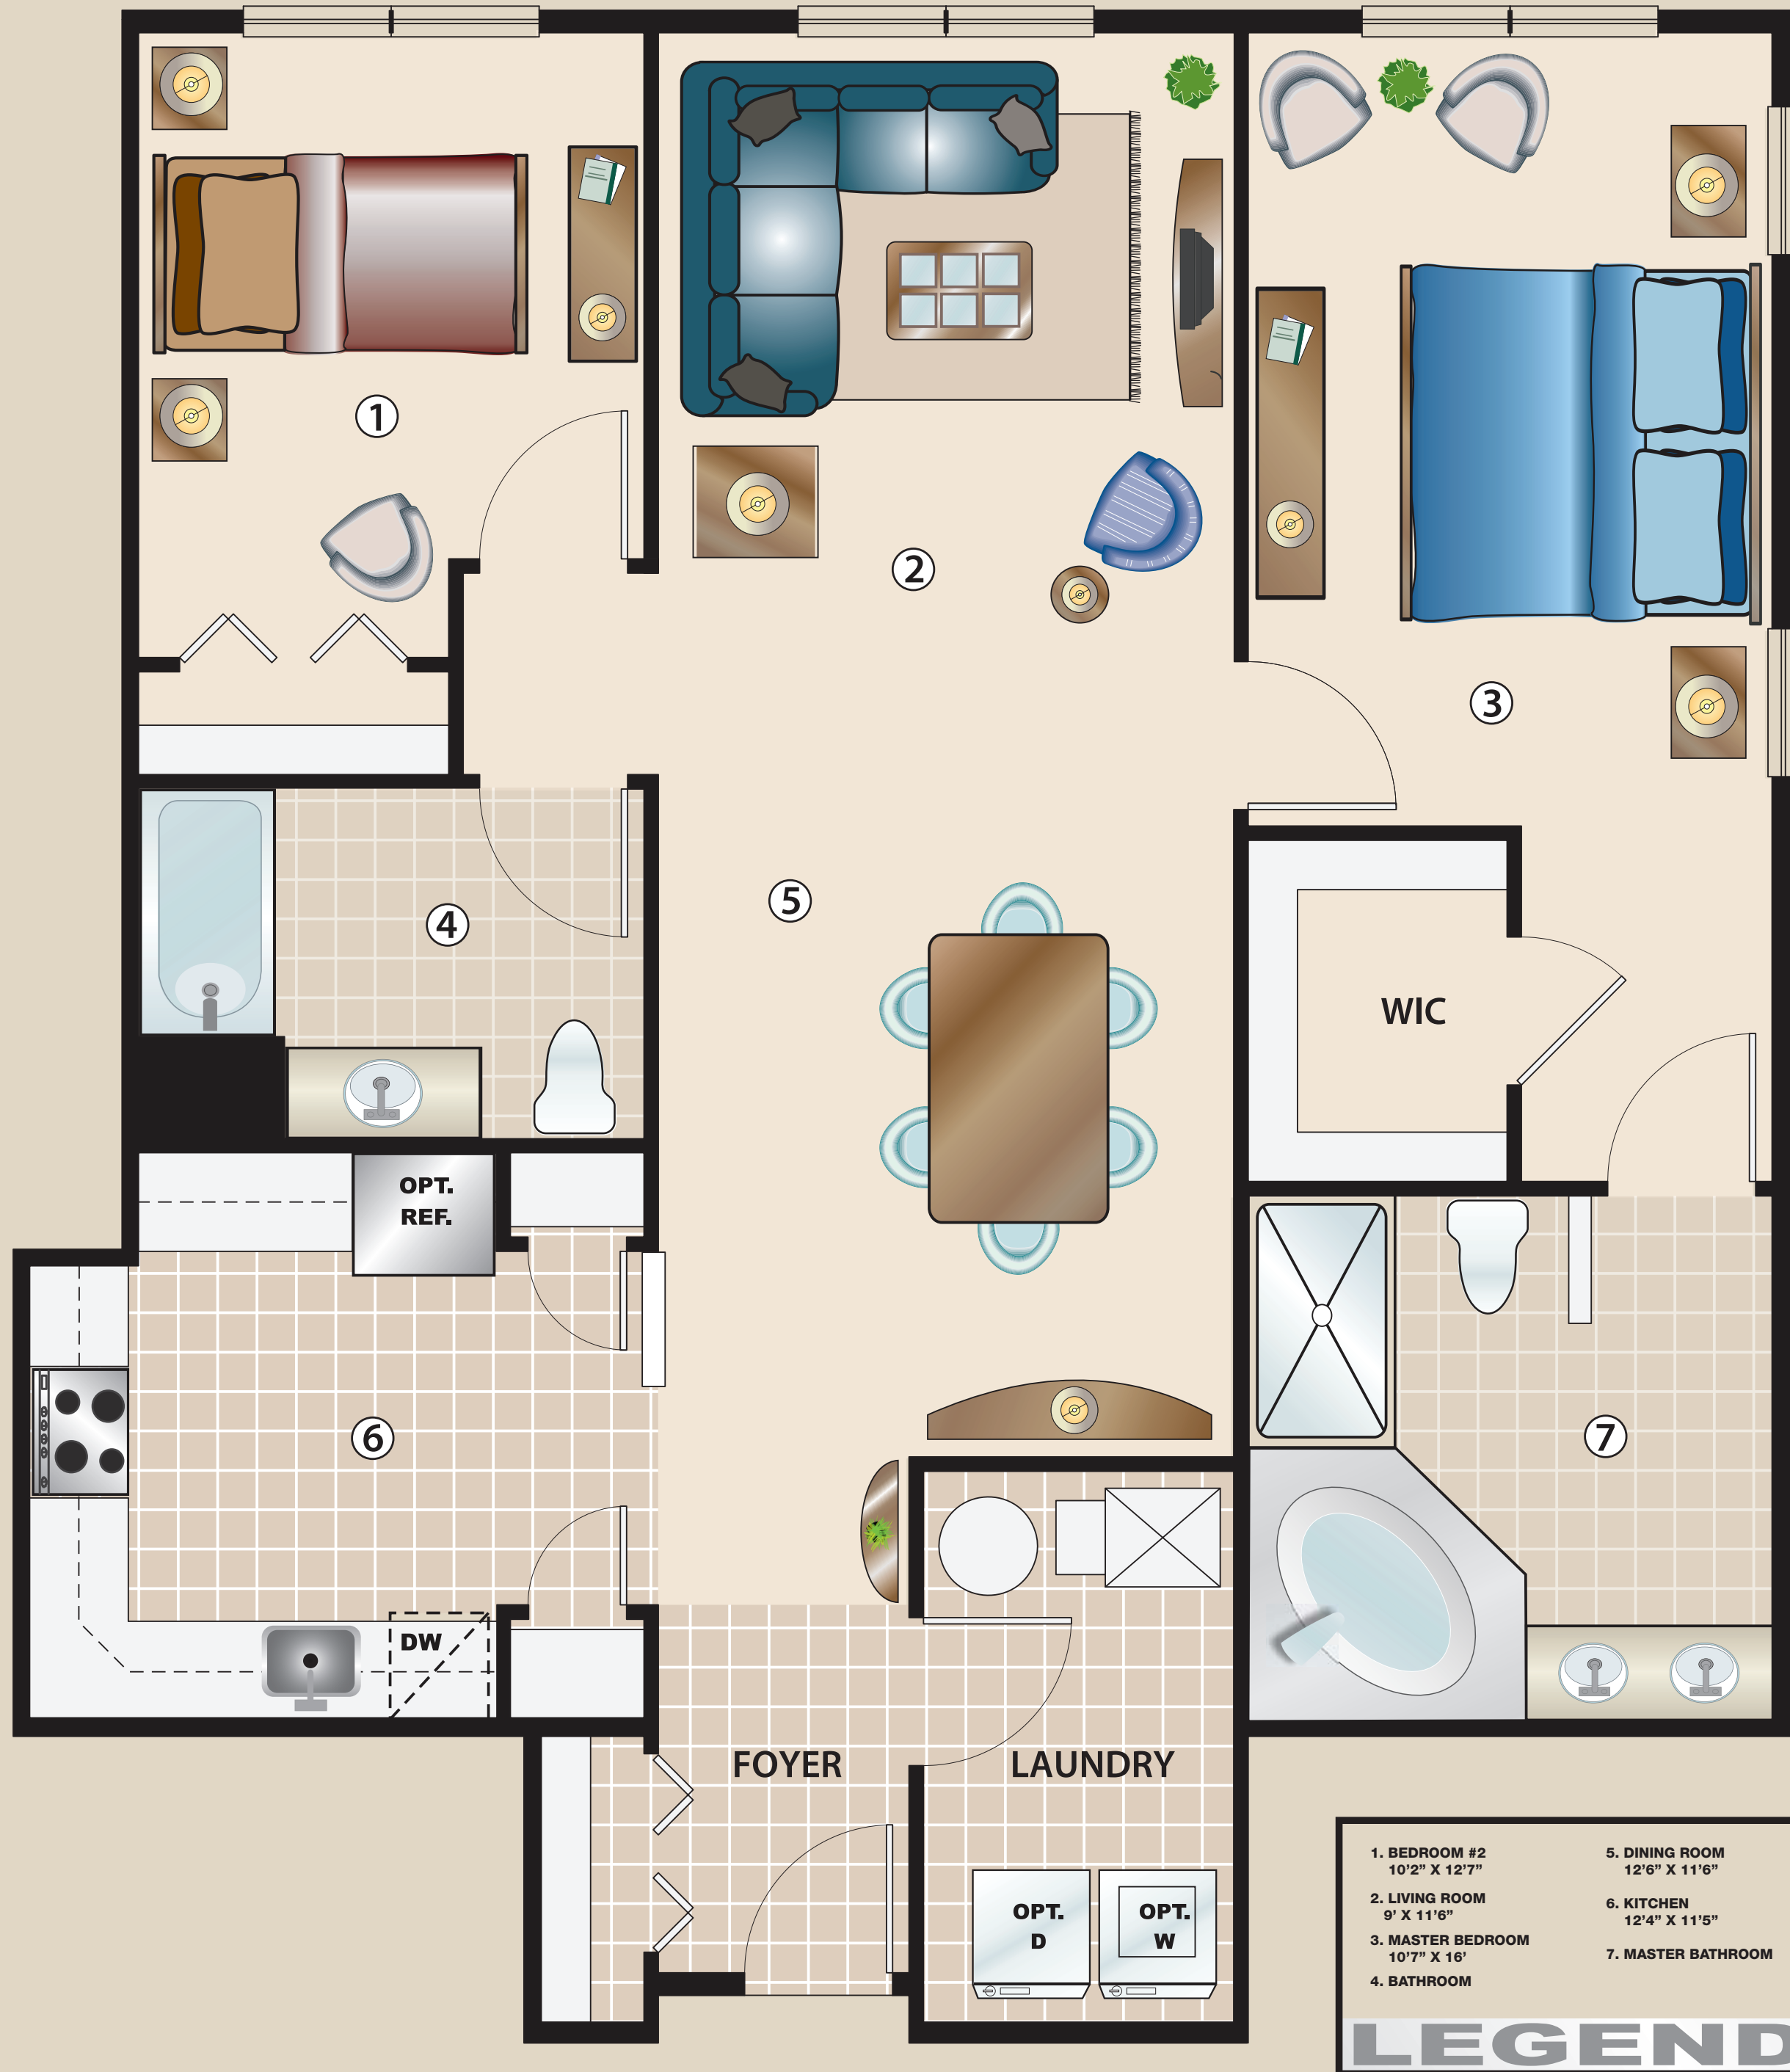 1
2
3
4
5
WIC
OPT.
REF.
6
7
DW
FOYER
LAUNDRY
OPT.
D
OPT.
W
1. BEDROOM #2
10’2” X 12’7”
2. LIVING ROOM
9’ X 11’6”
3. MASTER BEDROOM
10’7” X 16’
4. BATHROOM
5. DINING ROOM
12’6” X 11’6”
6. KITCHEN
12’4” X 11’5”
7. MASTER BATHROOM
LEGEND